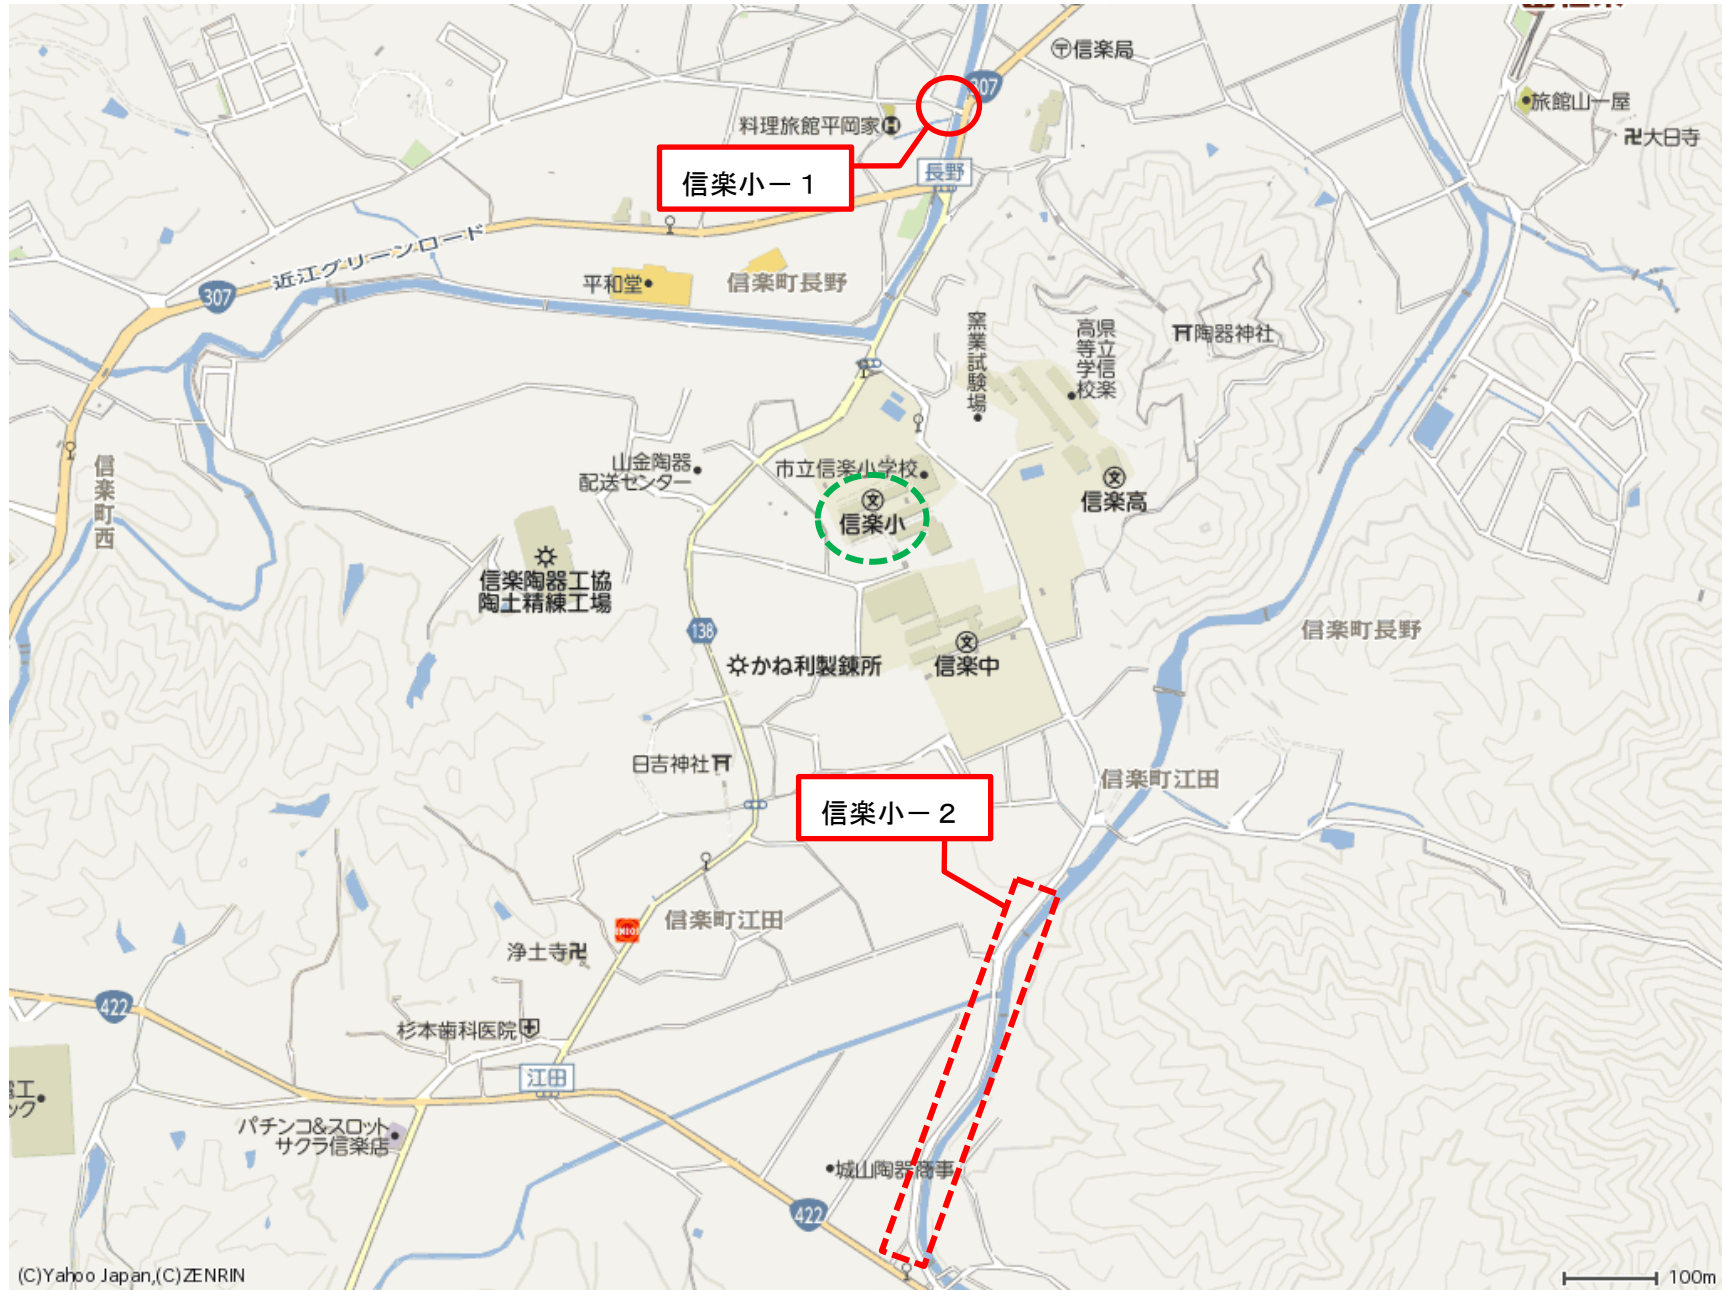 〒信楽局
307
旅館山一屋
料理旅館平岡家
卍大日寺
信楽小－１
長野
近江グリーンロード
307
平和堂
信楽町長野
窯業試験場
県立信楽
高等学校
陶器神社
山金陶器
配送センター
市立信楽小学校
信楽町西
文
信楽小
文
信楽高
信楽陶器工協
陶土精練工場
138
信楽町長野
かね利製錬所
文
信楽中
日吉神社
信楽町江田
信楽小－２
信楽町江田
浄土寺卍
422
杉本歯科医院
江田
パチンコ&スロット
サクラ信楽店
城山陶器商事
422
(C)Yahoo Japan,(C)ZENRIN
100m